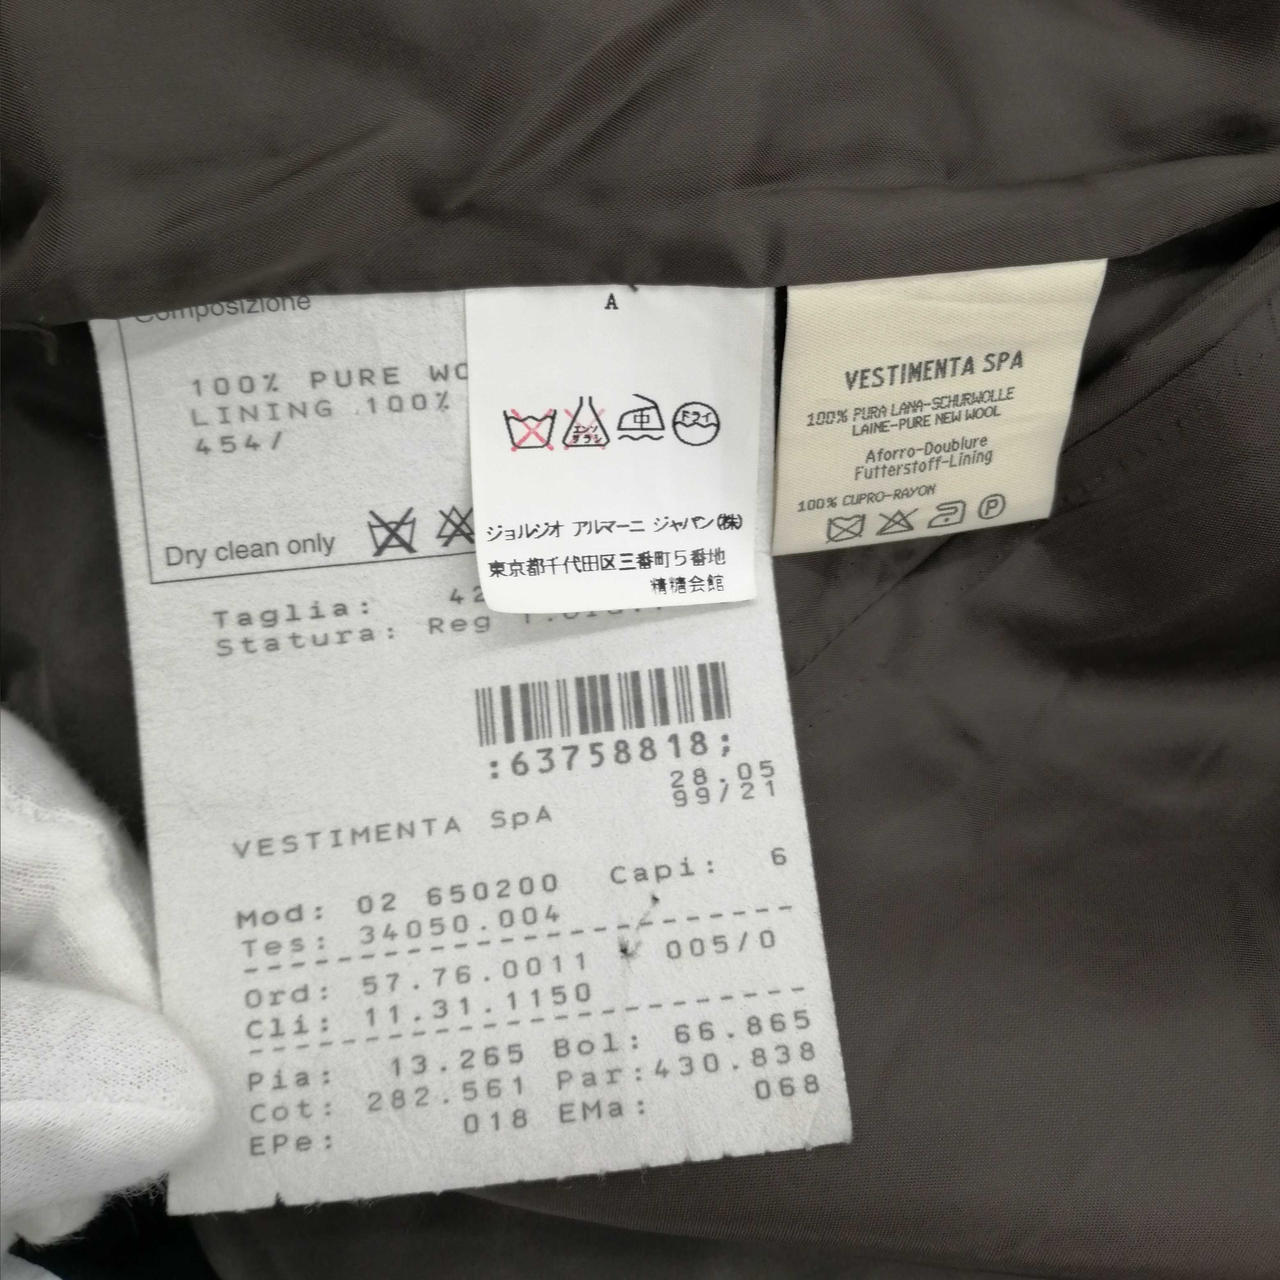 Composizione
100% PURE WO
LINING 100%
454/
Dry clean only
Taglia: 42
Statura: Reg
:63758818;
28.05
99/21
VESTIMENTA SpA
Mod: 02 650200 Capi: 6
Tes: 34050.004
Ord: 57.76.0011 005/0
Cli: 11.31.1150
Pia: 13.265 Bol: 66.865
Cot: 282.561 Par:430.838
EPe: 018 EMa: 068
A
エンソ
サラシ
中
ドライ
ジョルジオ アルマーニ ジャパン(株)
東京都千代田区三番町5番地
精糖会館
VESTIMENTA SPA
100% PURA LANA-SCHURWOLLE
LAINE-PURE NEW WOOL
Aforro-Doublure
Futterstoff-Lining
100% CUPRO-RAYON
P